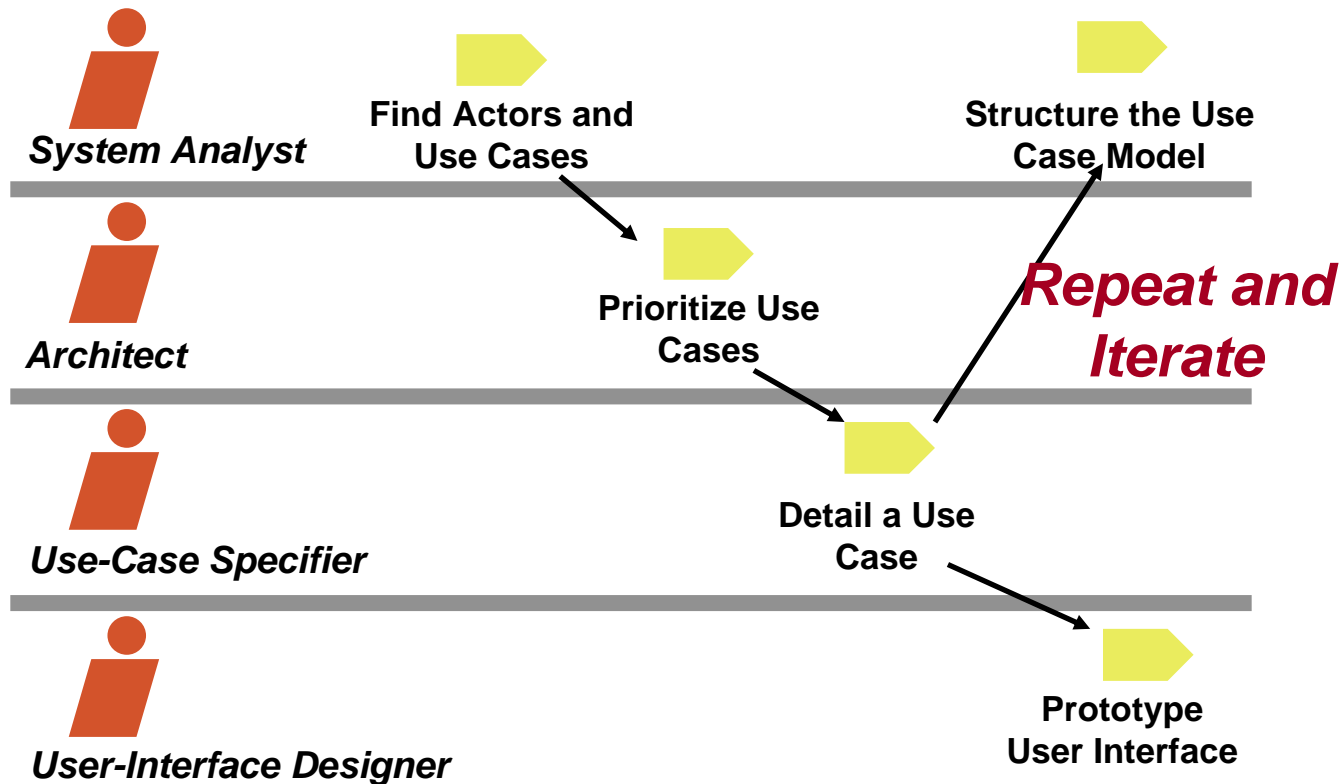 Find Actors and
Use Cases
Structure the Use
Case Model
System Analyst
Prioritize Use
Cases
Repeat and
Iterate
Architect
Detail a Use
Case
Use-Case Specifier
Prototype
User Interface
User-Interface Designer